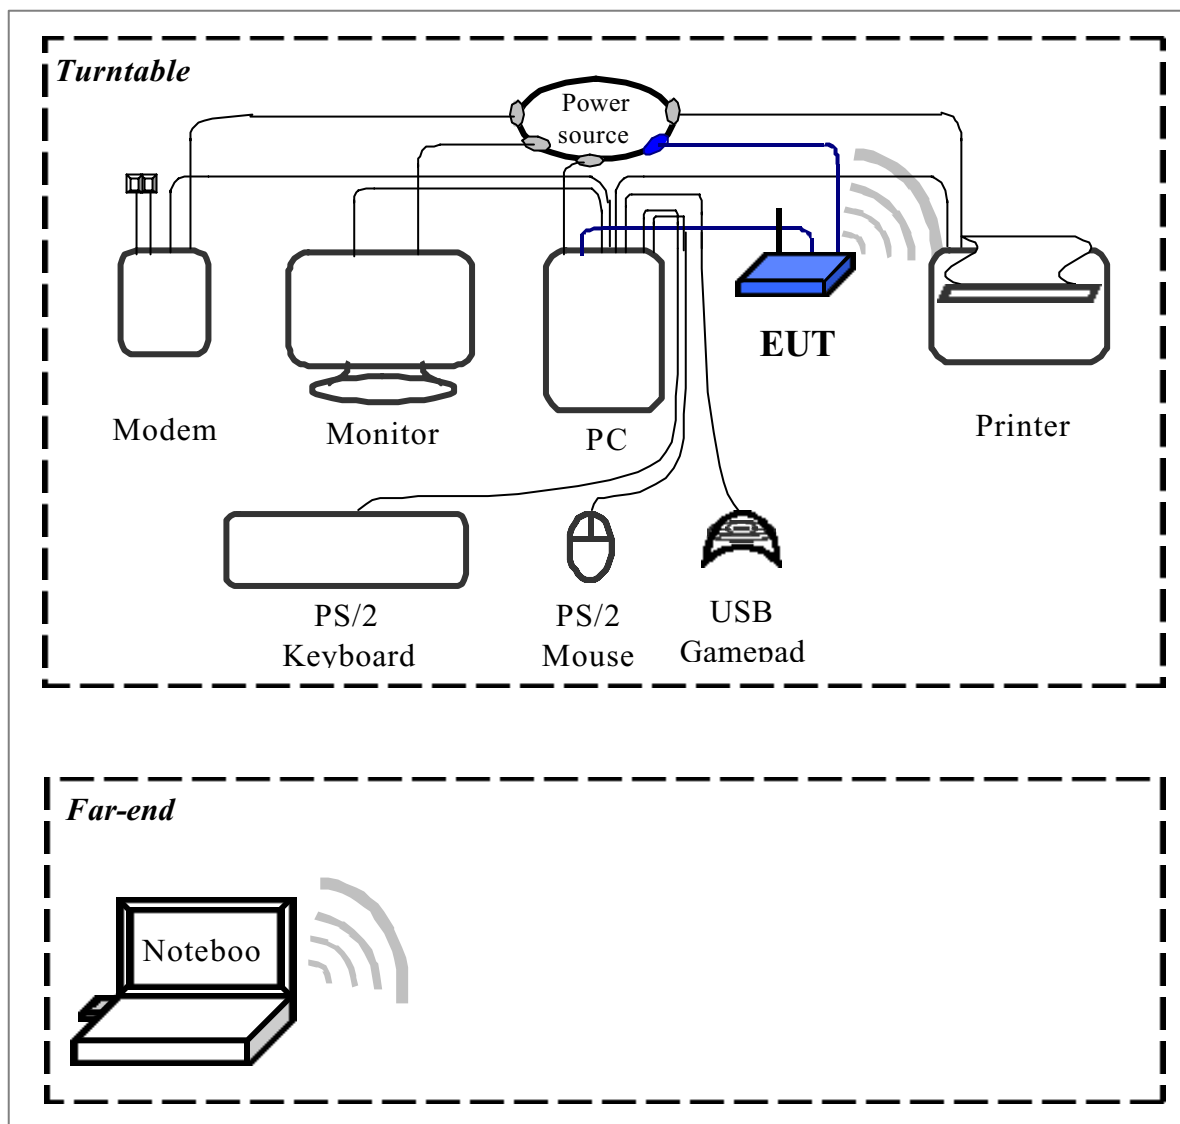 Turntable
Power
source
EUT
Modem
Monitor
PC
Printer
PS/2
Keyboard
PS/2
Mouse
USB
Gamepad
Far-end
Noteboo